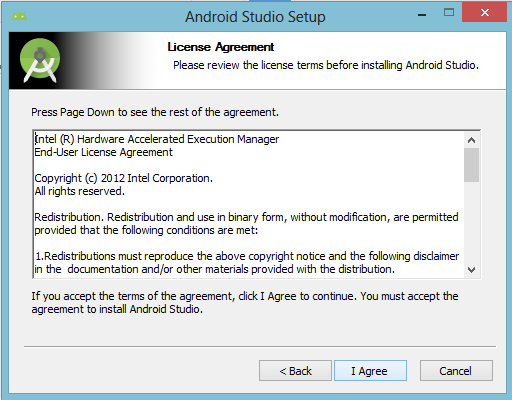 Android Studio Setup
License Agreement
Please review the license terms before installing Android Studio.
Press Page Down to see the rest of the agreement.
Intel (R) Hardware Accelerated Execution Manager
End-User License Agreement
Copyright (c) 2012 Intel Corporation.
All rights reserved.
Redistribution. Redistribution and use in binary form, without modification, are permitted
provided that the following conditions are met:
1.Redistributions must reproduce the above copyright notice and the following disclaimer
in the  documentation and/or other materials provided with the distribution.
If you accept the terms of the agreement, click I Agree to continue. You must accept the
agreement to install Android Studio.
< Back
I Agree
Cancel